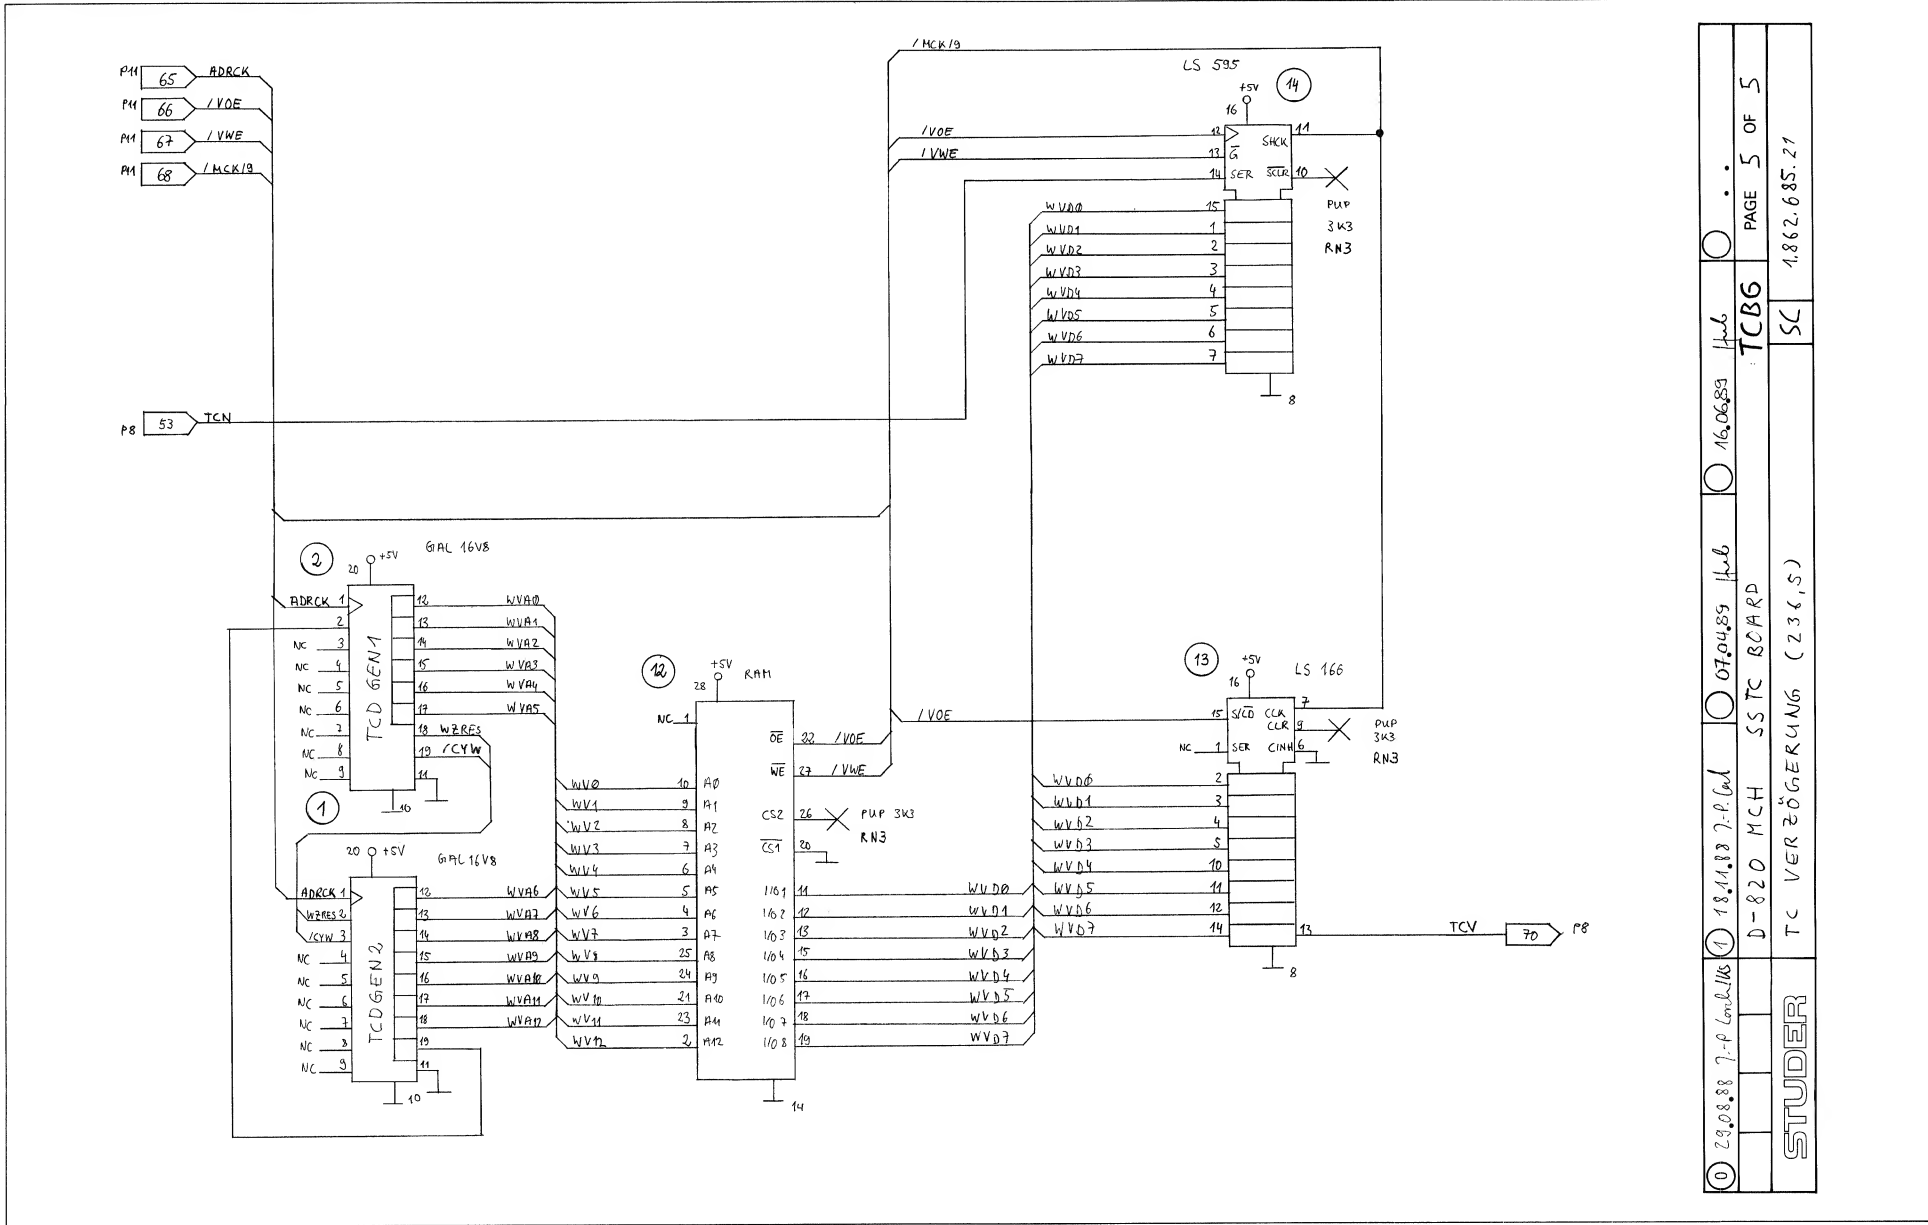 P11 65 ADRCK
P11 66 /VOE
P11 67 /VWE
P11 68 /MCK/9
P8 53 TCN
/MCK/9
LS 595
14
+5V
16
/VOE 12 SHCK 11
/VWE 13 G
14 SER SCLR 10
PUP
3K3
RN3
WVD0 15
WVD1 1
WVD2 2
WVD3 3
WVD4 4
WVD5 5
WVD6 6
WVD7 7
8
2
GAL 16V8
20 +5V
TCD GEN1
ADRCK 1
2
NC 3
NC 4
NC 5
NC 6
NC 7
NC 8
NC 9
12 WVA0
13 WVA1
14 WVA2
15 WVA3
16 WVA4
17 WVA5
18 WZRES
19 /CYW
11
10
1
GAL 16V8
20 +5V
TCDGEN2
ADRCK 1
WZRES 2
/CYW 3
NC 4
NC 5
NC 6
NC 7
NC 8
NC 9
12 WVA6
13 WVA7
14 WVA8
15 WVA9
16 WVA10
17 WVA11
18 WVA12
19
11
10
12
+5V
28
RAM
NC 1
OE 22 /VOE
WE 27 /VWE
CS2 26 PUP 3K3
RN3
CS1 20
WV0 10 A0
WV1 9 A1
WV2 8 A2
WV3 7 A3
WV4 6 A4
WV5 5 A5
WV6 4 A6
WV7 3 A7
WV8 25 A8
WV9 24 A9
WV10 21 A10
WV11 23 A11
WV12 2 A12
I/O1 11 WVD0
I/O2 12 WVD1
I/O3 13 WVD2
I/O4 15 WVD3
I/O5 16 WVD4
I/O6 17 WVD5
I/O7 18 WVD6
I/O8 19 WVD7
14
13
+5V
16
LS 166
/VOE 15 S/LD CLK 7
CLR 9
NC 1 SER CINH 6
PUP
3K3
RN3
WVD0 2
WVD1 3
WVD2 4
WVD3 5
WVD4 10
WVD5 11
WVD6 12
WVD7 14
13 TCV 70 P8
8
0 29.08.88
1 18.11.88
07.04.89
16.06.89
D-820 MCH SSTC BOARD
TCBG
PAGE 5 OF 5
STUDER
TC VERZÖGERUNG (236,5)
SC
1.862.685.21